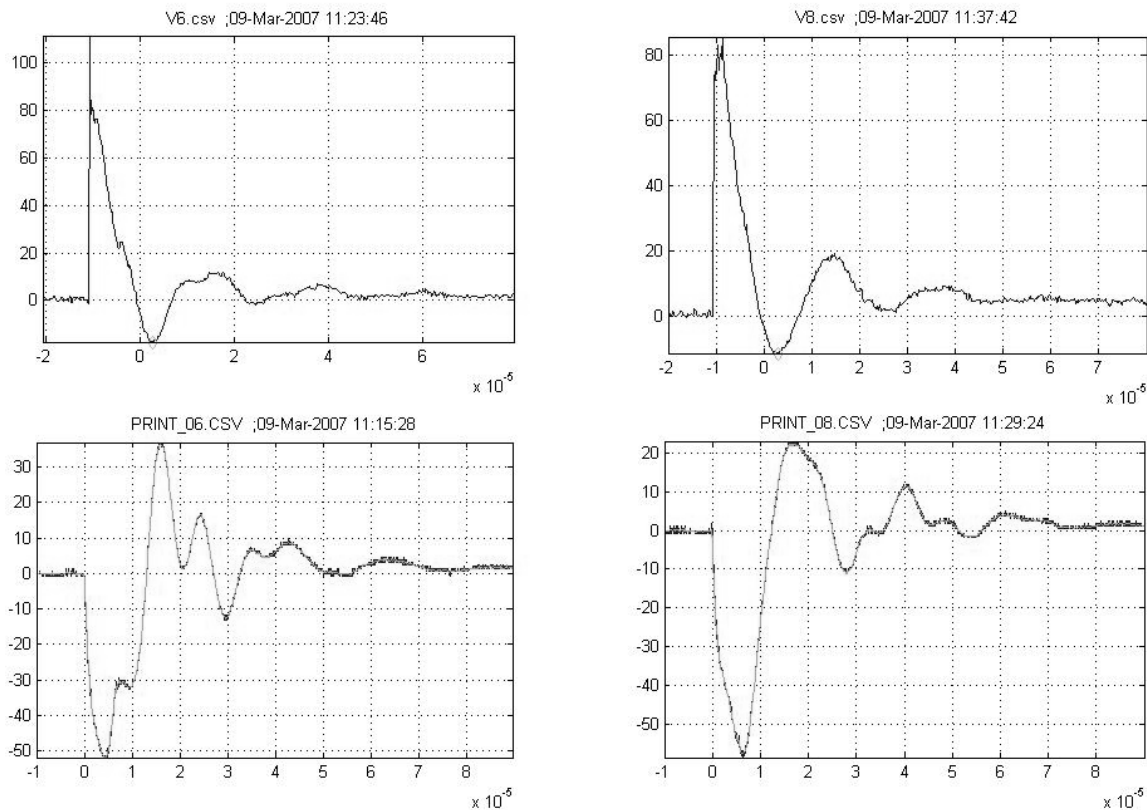 V6.csv ;09-Mar-2007 11:23:46
100
80
60
40
20
0
-2 0 2 4 6
x 10-5
V8.csv ;09-Mar-2007 11:37:42
80
60
40
20
0
-2 -1 0 1 2 3 4 5 6 7
x 10-5
PRINT_06.CSV ;09-Mar-2007 11:15:28
30
20
10
0
-10
-20
-30
-40
-50
-1 0 1 2 3 4 5 6 7 8
x 10-5
PRINT_08.CSV ;09-Mar-2007 11:29:24
20
10
0
-10
-20
-30
-40
-50
-1 0 1 2 3 4 5 6 7 8
x 10-5